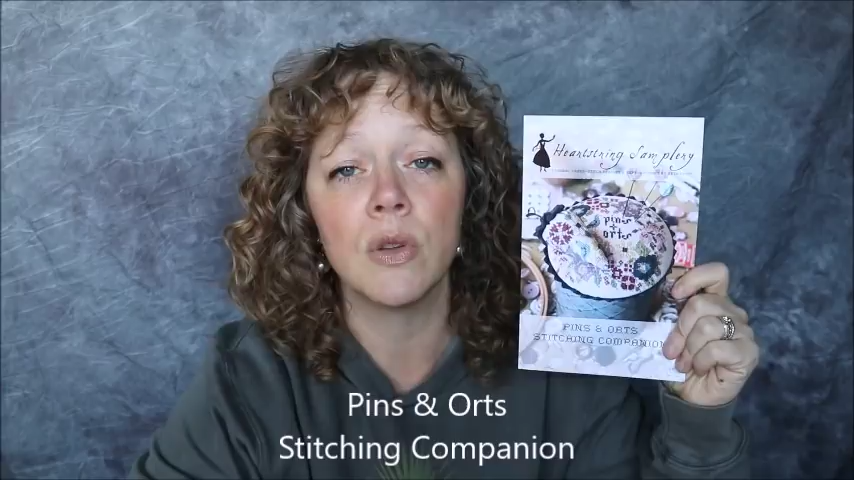 Heartstring Samplery
pins
+
orts
PINS & ORTS
STITCHING COMPANION
Pins & Orts
Stitching Companion